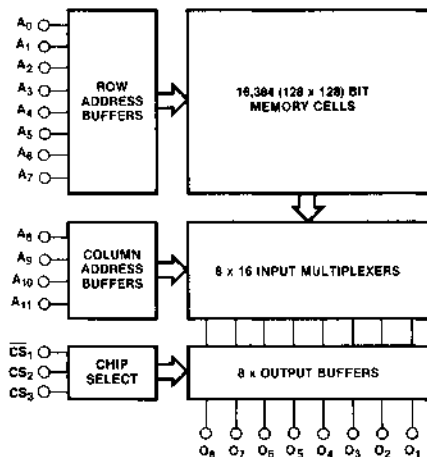 A0
A1
A2
A3
A4
A5
A6
A7
ROW
ADDRESS
BUFFERS
16,384 (128 x 128) BIT
MEMORY CELLS
A8
A9
A10
A11
COLUMN
ADDRESS
BUFFERS
8 x 16 INPUT MULTIPLEXERS
CS1
CS2
CS3
CHIP
SELECT
8 x OUTPUT BUFFERS
O8 O7 O6 O5 O4 O3 O2 O1